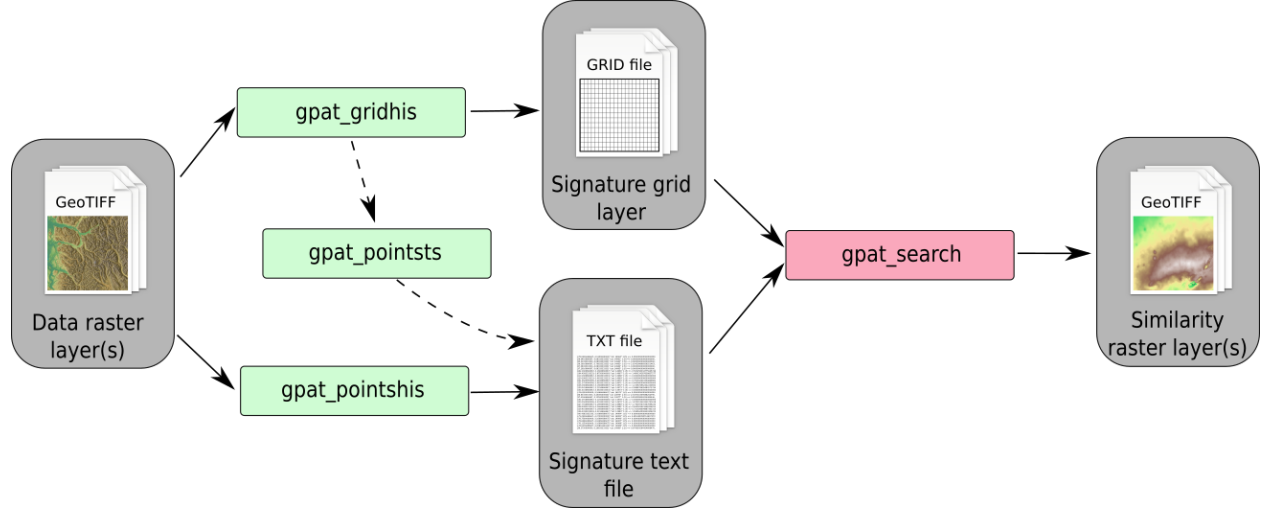 GeoTIFF
Data raster
layer(s)
gpat_gridhis
gpat_pointsts
gpat_pointshis
GRID file
Signature grid
layer
TXT file
Signature text
file
gpat_search
GeoTIFF
Similarity
raster layer(s)